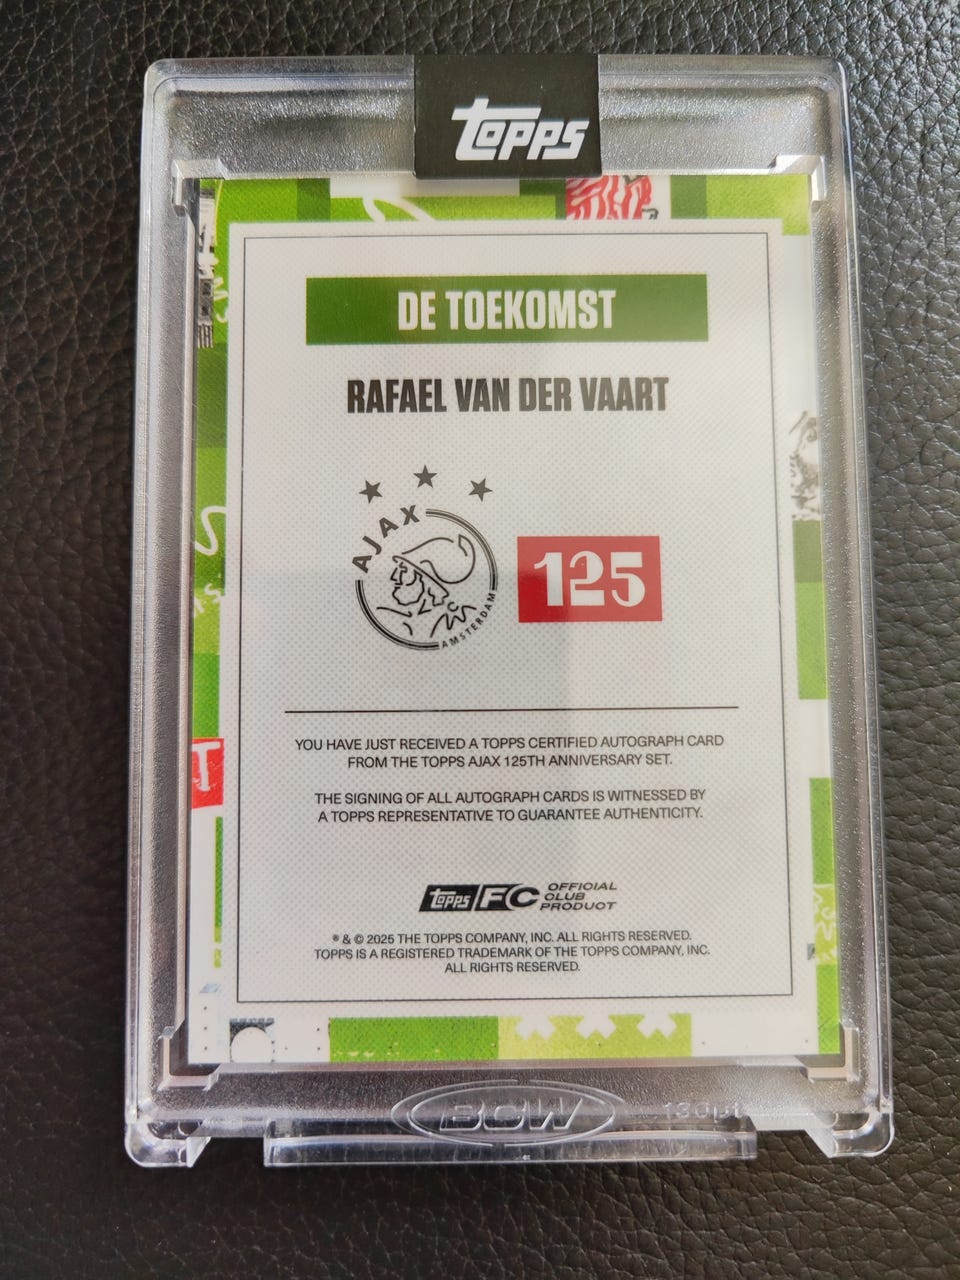 topps
DE TOEKOMST
RAFAEL VAN DER VAART
AJAX
AMSTERDAM
125
YOU HAVE JUST RECEIVED A TOPPS CERTIFIED AUTOGRAPH CARD
FROM THE TOPPS AJAX 125TH ANNIVERSARY SET.
THE SIGNING OF ALL AUTOGRAPH CARDS IS WITNESSED BY
A TOPPS REPRESENTATIVE TO GUARANTEE AUTHENTICITY.
topps FC OFFICIAL
CLUB
PRODUCT
® & © 2025 THE TOPPS COMPANY, INC. ALL RIGHTS RESERVED.
TOPPS IS A REGISTERED TRADEMARK OF THE TOPPS COMPANY, INC.
ALL RIGHTS RESERVED.
BCW
130pt